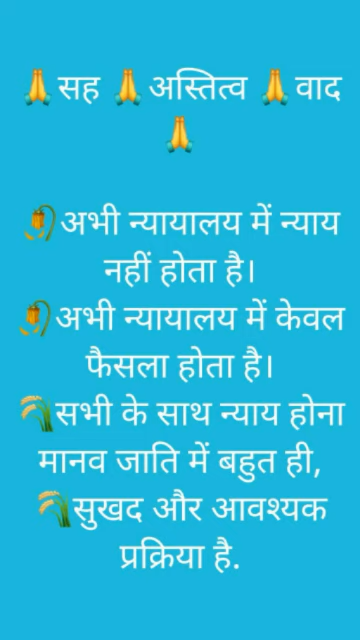 🙏सह 🙏अस्तित्व 🙏वाद
🙏
🥀अभी न्यायालय में न्याय
नहीं होता है।
🥀अभी न्यायालय में केवल
फैसला होता है।
🌾सभी के साथ न्याय होना
मानव जाति में बहुत ही,
🌾सुखद और आवश्यक
प्रक्रिया है.